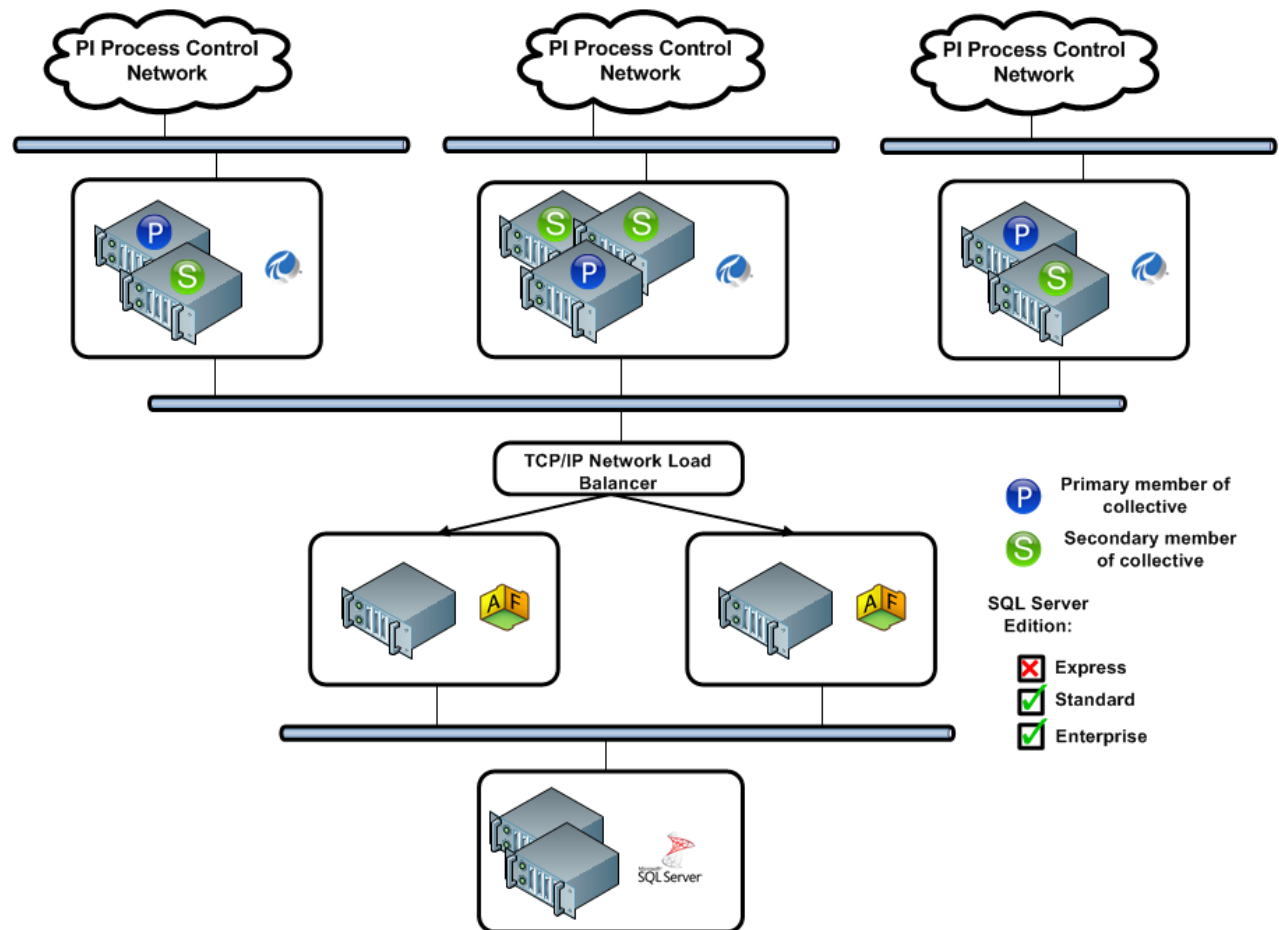 PI Process Control
Network
PI Process Control
Network
PI Process Control
Network
P
S
S
S
P
P
S
TCP/IP Network Load
Balancer
P
Primary member of
collective
S
Secondary member
of collective
A F
A F
SQL Server
Edition:
Express
Standard
Enterprise
Microsoft
SQL Server